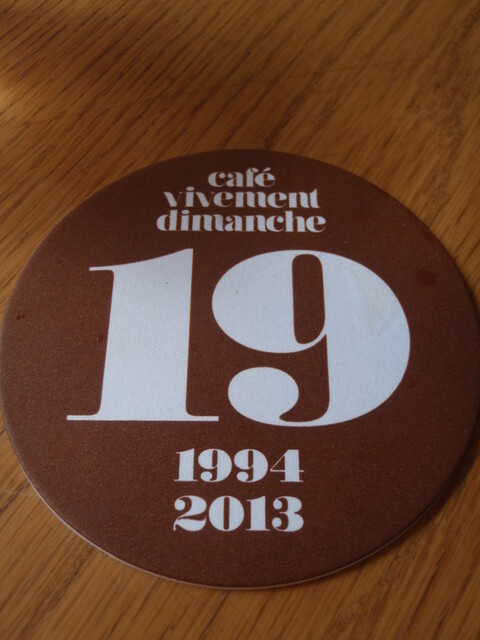 café
vivement
dimanche
19
1994
2013